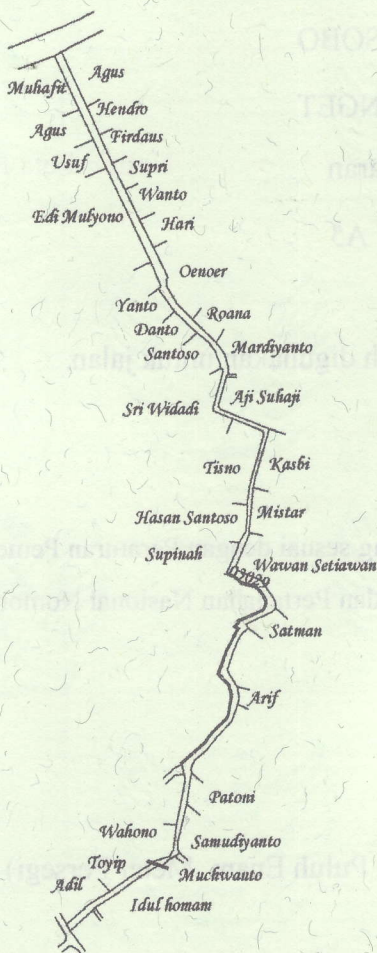 Agus
Muhafit
Hendro
Agus
Firdaus
Usuf
Supri
Wanto
Edi Mulyono
Hari
Oenoer
Yanto
Roana
Danto
Santoso
Mardiyanto
Aji Suhaji
Sri Widadi
Tisno
Kasbi
Hasan Santoso
Mistar
Supinah
Wawan Setiawan
03029
Satman
Arif
Patoni
Wahono
Samudiyanto
Toyip
Muchwanto
Adil
Idul homam